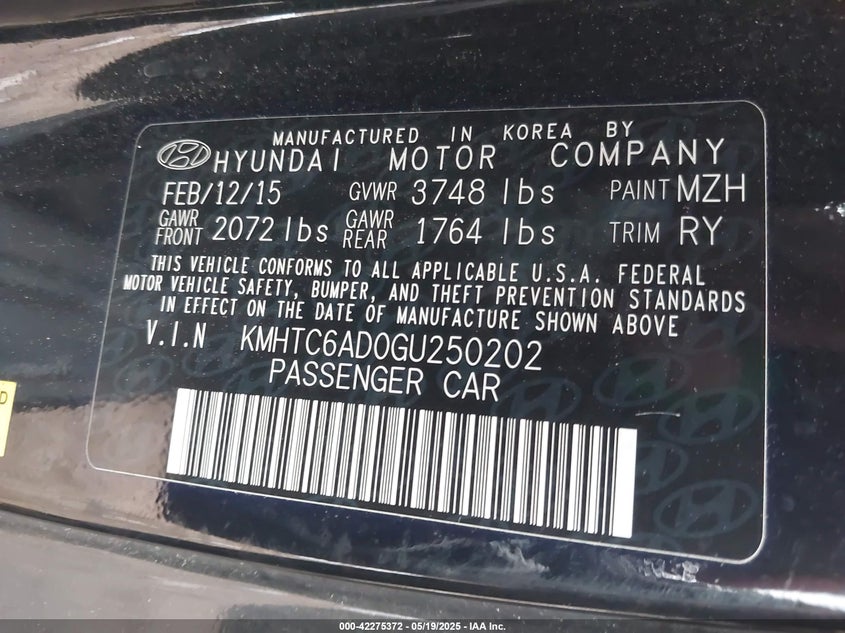 MANUFACTURED IN KOREA BY
HYUNDAI MOTOR COMPANY
FEB/12/15 GVWR 3748 lbs PAINT MZH
GAWR FRONT 2072 lbs GAWR REAR 1764 lbs TRIM RY
THIS VEHICLE CONFORMS TO ALL APPLICABLE U.S.A. FEDERAL
MOTOR VEHICLE SAFETY, BUMPER, AND THEFT PREVENTION STANDARDS
IN EFFECT ON THE DATE OF MANUFACTURE SHOWN ABOVE
V.I.N KMHTC6AD0GU250202
PASSENGER CAR
D
000-42275372 - 05/19/2025 - IAA Inc.